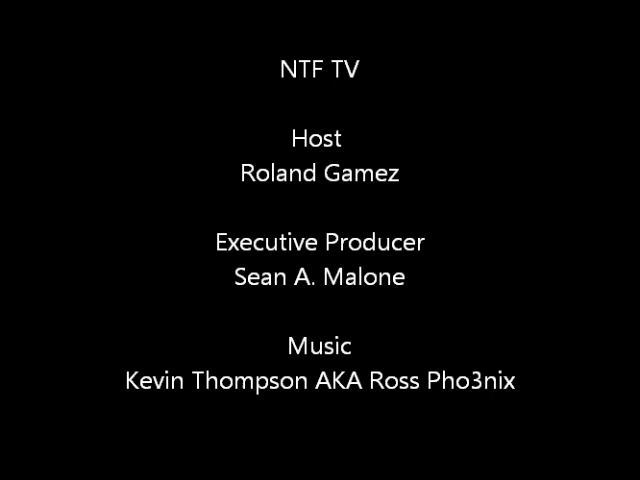 NTF TV
Host
Roland Gamez
Executive Producer
Sean A. Malone
Music
Kevin Thompson AKA Ross Pho3nix